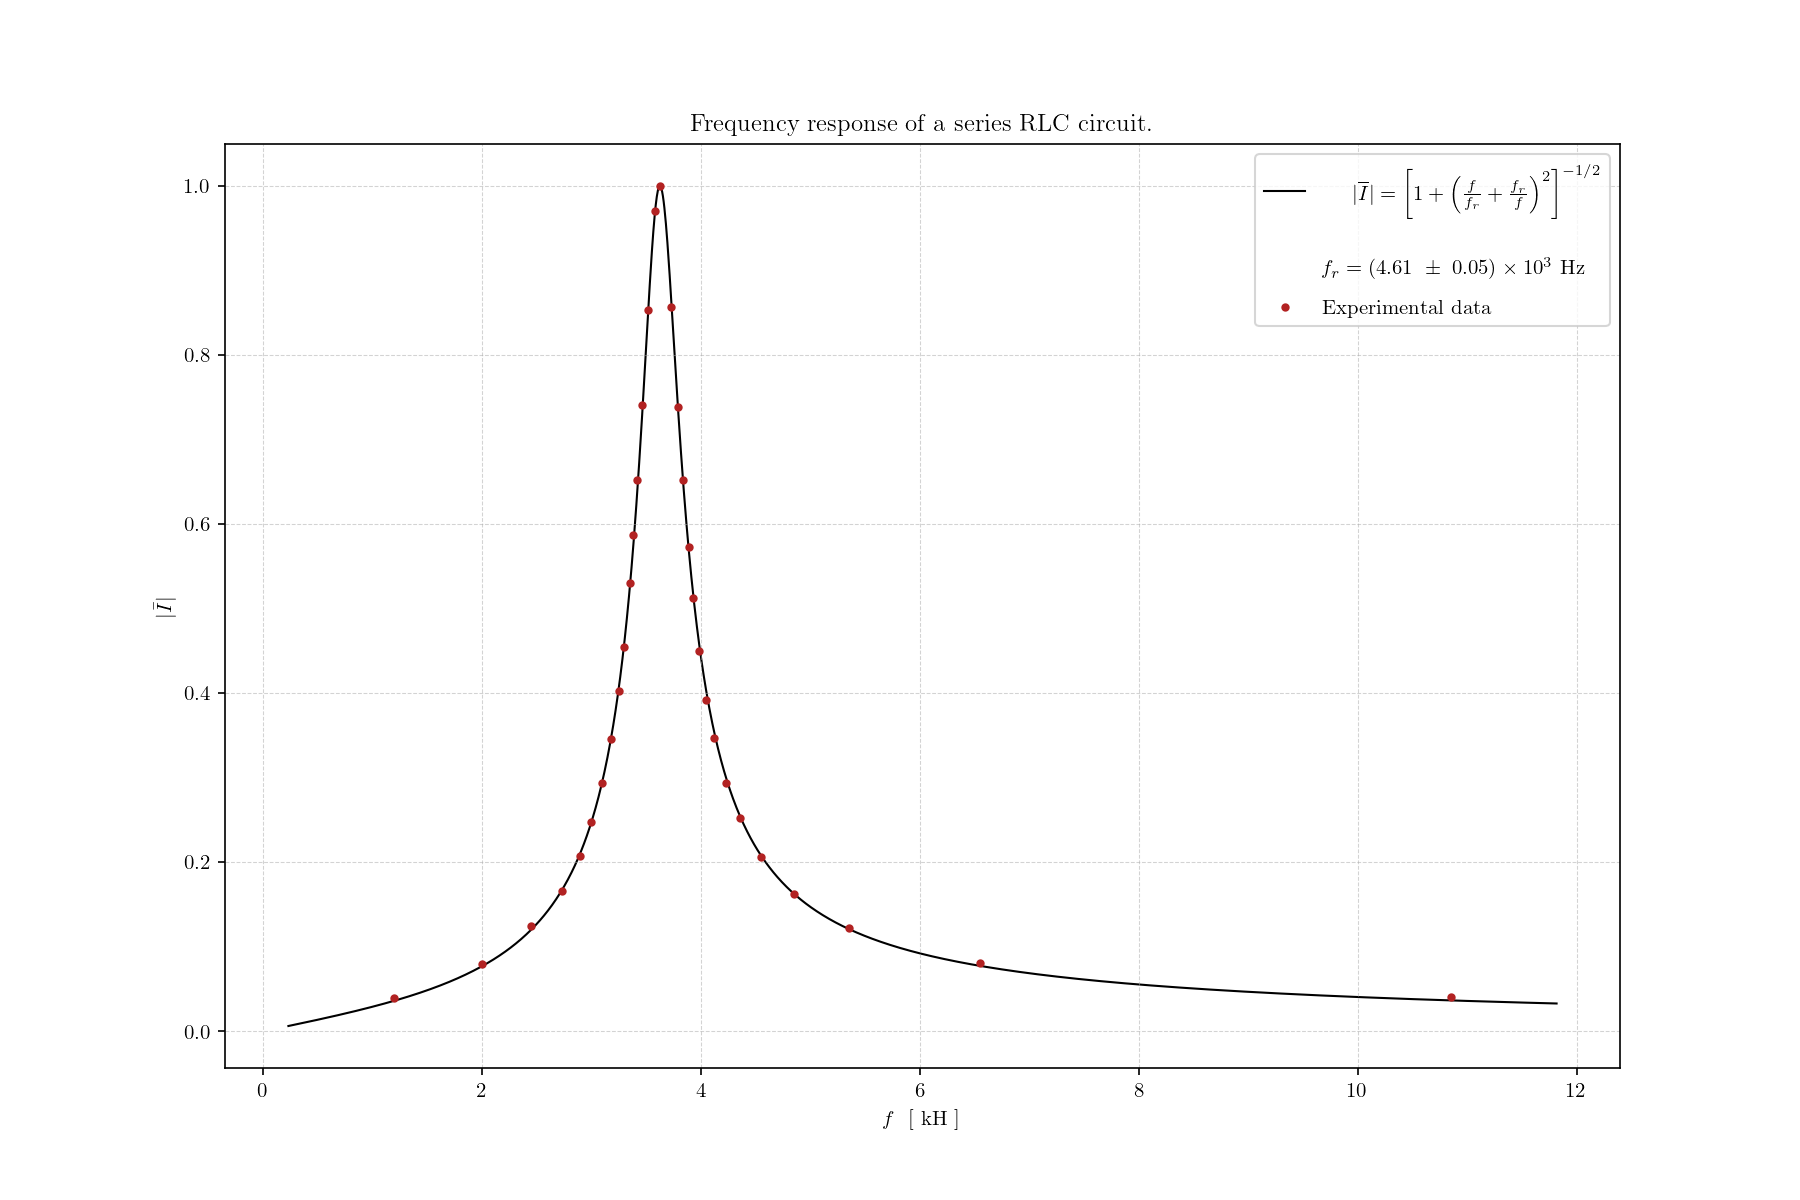 Frequency response of a series RLC circuit.
|I̅| = [1 + (f/f_r + f_r/f)^2]^{−1/2}
f_r = (4.61 ± 0.05) × 10^3 Hz
Experimental data
1.0
0.8
0.6
0.4
0.2
0.0
|I̅|
0 2 4 6 8 10 12
f [ kH ]